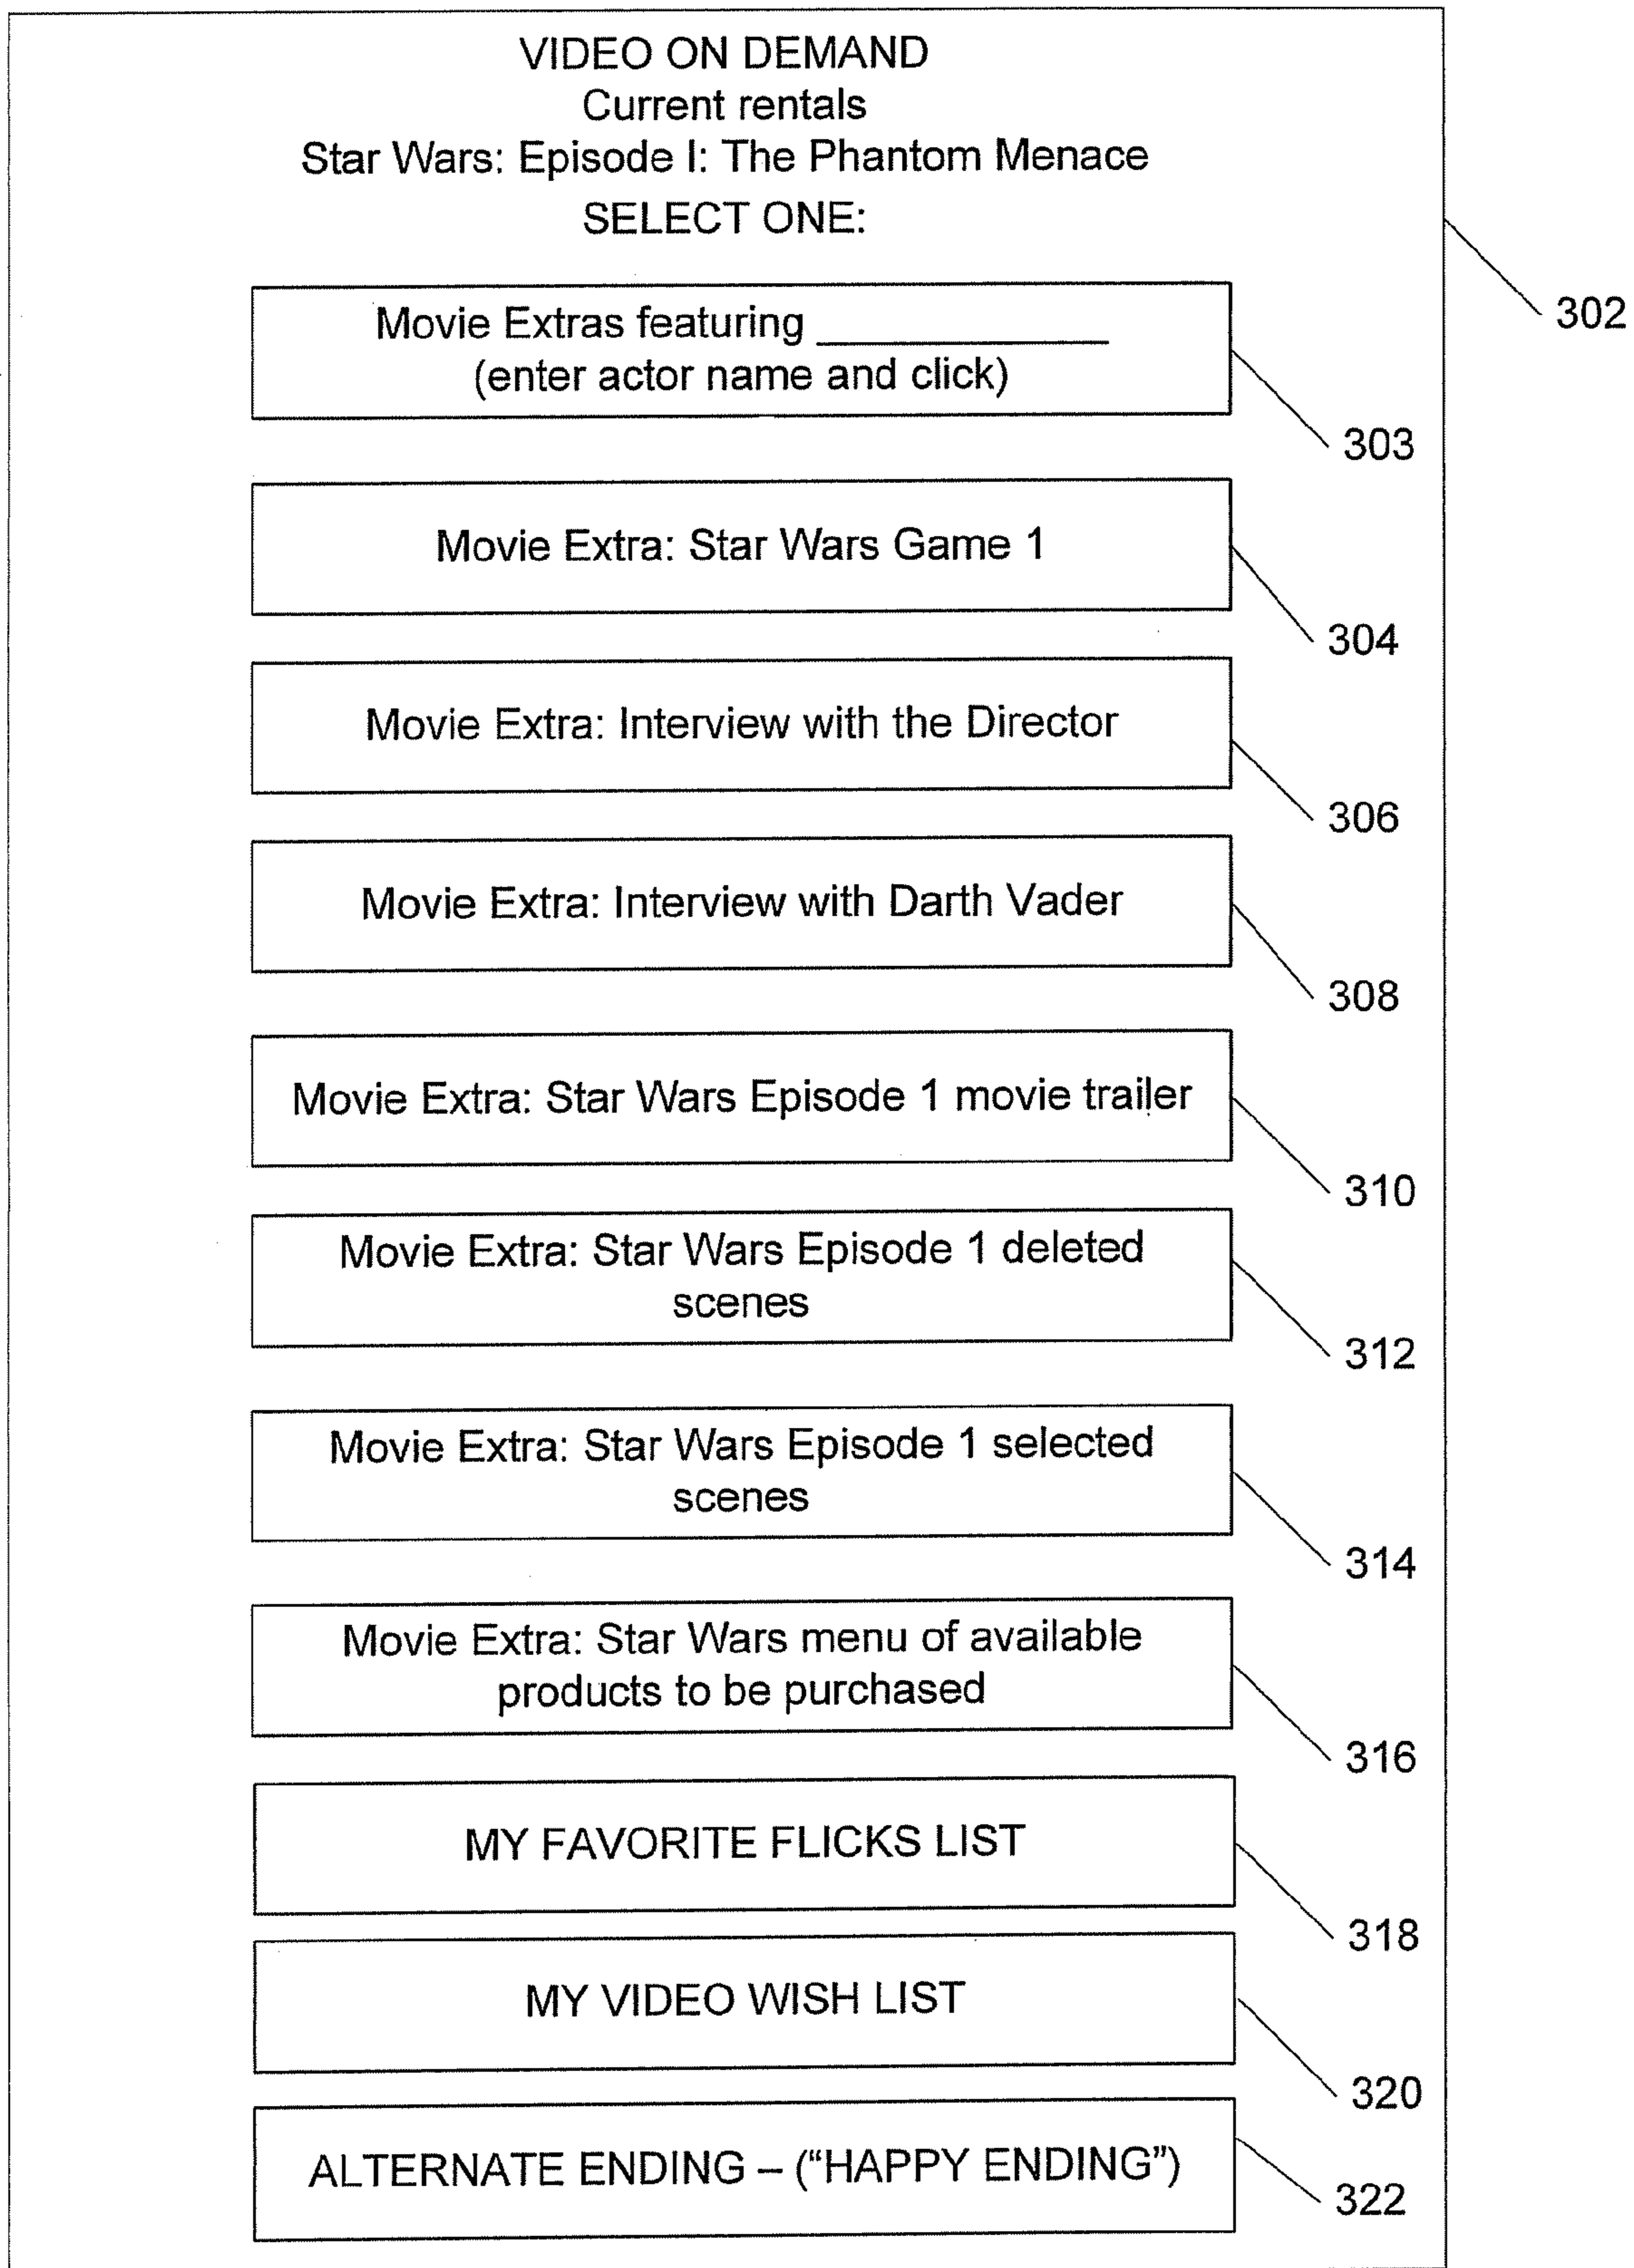 VIDEO ON DEMAND
Current rentals
Star Wars: Episode I: The Phantom Menace
SELECT ONE:
302
Movie Extras featuring ____________
(enter actor name and click)
303
Movie Extra: Star Wars Game 1
304
Movie Extra: Interview with the Director
306
Movie Extra: Interview with Darth Vader
308
Movie Extra: Star Wars Episode 1 movie trailer
310
Movie Extra: Star Wars Episode 1 deleted
scenes
312
Movie Extra: Star Wars Episode 1 selected
scenes
314
Movie Extra: Star Wars menu of available
products to be purchased
316
MY FAVORITE FLICKS LIST
318
MY VIDEO WISH LIST
320
ALTERNATE ENDING – (“HAPPY ENDING”)
322